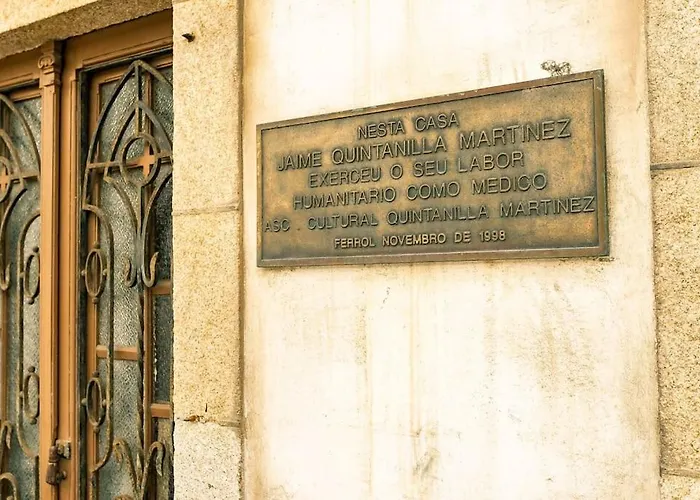 NESTA CASA
JAIME QUINTANILLA MARTINEZ
EXERCEU O SEU LABOR
HUMANITARIO COMO MEDICO
ASC . CULTURAL QUINTANILLA MARTINEZ
FERROL NOVEMBRO DE 1998